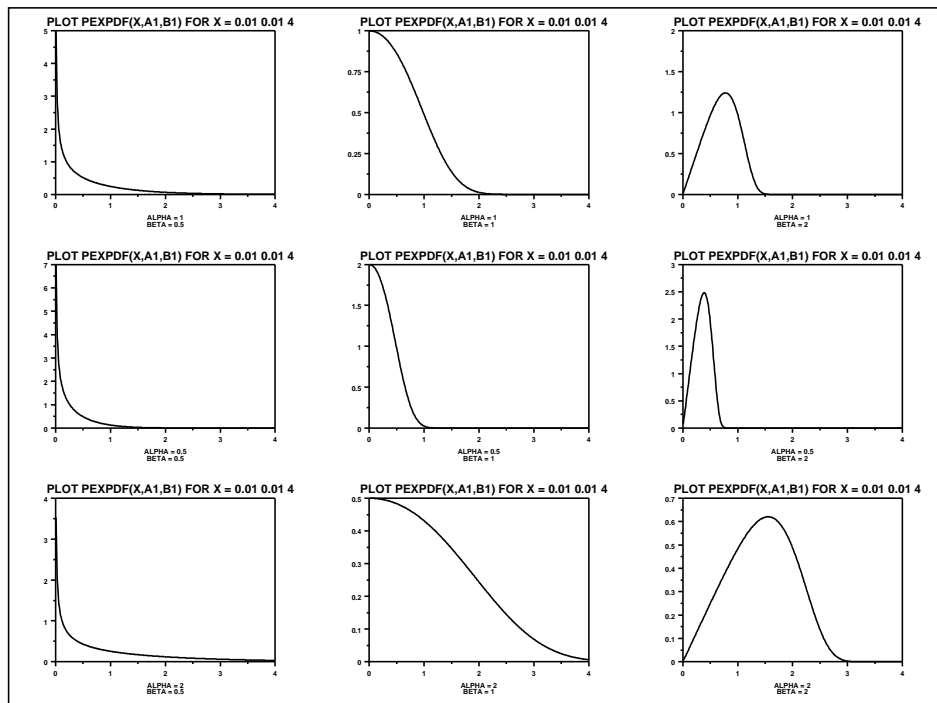 PLOT PEXPDF(X,A1,B1) FOR X = 0.01 0.01 4
5
4
3
2
1
0
0 1 2 3 4
ALPHA = 1
BETA = 0.5
PLOT PEXPDF(X,A1,B1) FOR X = 0.01 0.01 4
1
0.75
0.5
0.25
0
0 1 2 3 4
ALPHA = 1
BETA = 1
PLOT PEXPDF(X,A1,B1) FOR X = 0.01 0.01 4
2
1.5
1
0.5
0
0 1 2 3 4
ALPHA = 1
BETA = 2
PLOT PEXPDF(X,A1,B1) FOR X = 0.01 0.01 4
7
6
5
4
3
2
1
0
0 1 2 3 4
ALPHA = 0.5
BETA = 0.5
PLOT PEXPDF(X,A1,B1) FOR X = 0.01 0.01 4
2
1.5
1
0.5
0
0 1 2 3 4
ALPHA = 0.5
BETA = 1
PLOT PEXPDF(X,A1,B1) FOR X = 0.01 0.01 4
3
2.5
2
1.5
1
0.5
0
0 1 2 3 4
ALPHA = 0.5
BETA = 2
PLOT PEXPDF(X,A1,B1) FOR X = 0.01 0.01 4
4
3
2
1
0
0 1 2 3 4
ALPHA = 2
BETA = 0.5
PLOT PEXPDF(X,A1,B1) FOR X = 0.01 0.01 4
0.5
0.4
0.3
0.2
0.1
0
0 1 2 3 4
ALPHA = 2
BETA = 1
PLOT PEXPDF(X,A1,B1) FOR X = 0.01 0.01 4
0.7
0.6
0.5
0.4
0.3
0.2
0.1
0
0 1 2 3 4
ALPHA = 2
BETA = 2